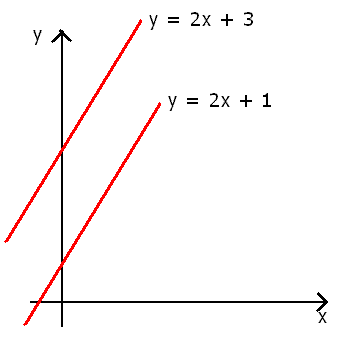 y = 2x + 3
y
y = 2x + 1
x